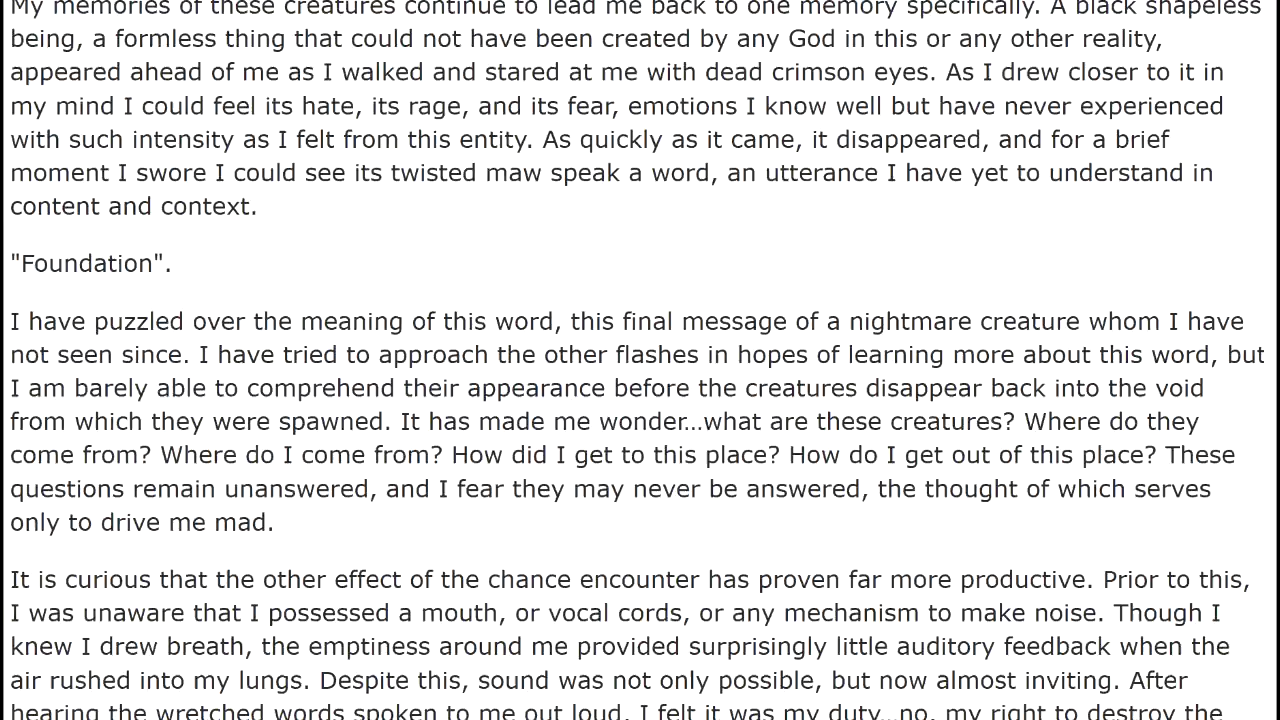 My memories of these creatures continue to lead me back to one memory specifically. A black shapeless
being, a formless thing that could not have been created by any God in this or any other reality,
appeared ahead of me as I walked and stared at me with dead crimson eyes. As I drew closer to it in
my mind I could feel its hate, its rage, and its fear, emotions I know well but have never experienced
with such intensity as I felt from this entity. As quickly as it came, it disappeared, and for a brief
moment I swore I could see its twisted maw speak a word, an utterance I have yet to understand in
content and context.
"Foundation".
I have puzzled over the meaning of this word, this final message of a nightmare creature whom I have
not seen since. I have tried to approach the other flashes in hopes of learning more about this word, but
I am barely able to comprehend their appearance before the creatures disappear back into the void
from which they were spawned. It has made me wonder…what are these creatures? Where do they
come from? Where do I come from? How did I get to this place? How do I get out of this place? These
questions remain unanswered, and I fear they may never be answered, the thought of which serves
only to drive me mad.
It is curious that the other effect of the chance encounter has proven far more productive. Prior to this,
I was unaware that I possessed a mouth, or vocal cords, or any mechanism to make noise. Though I
knew I drew breath, the emptiness around me provided surprisingly little auditory feedback when the
air rushed into my lungs. Despite this, sound was not only possible, but now almost inviting. After
hearing the wretched words spoken to me out loud, I felt it was my duty…no, my right to destroy the